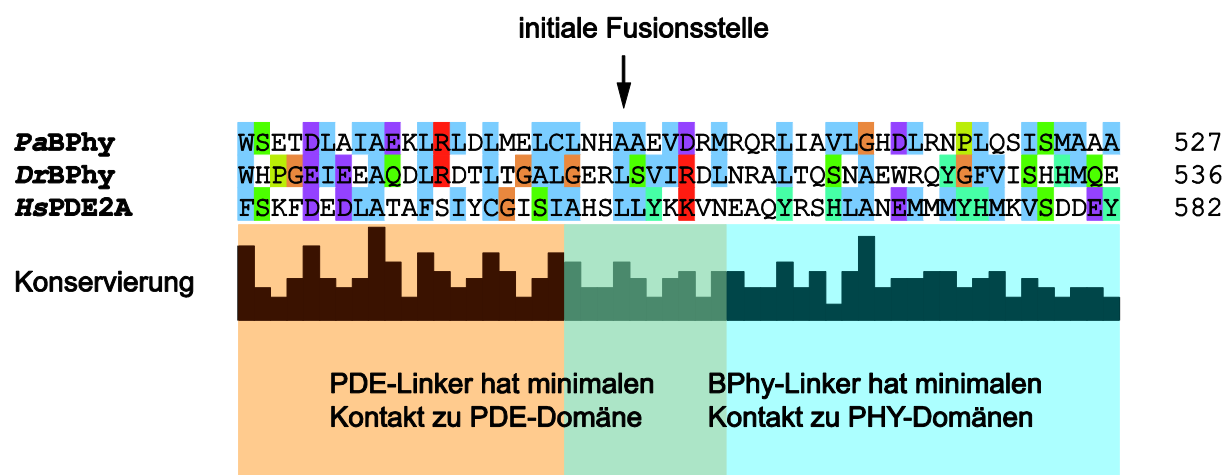 initiale Fusionsstelle
PaBPhy WSETDLAIAEKLRLDLMELCLNHAAEVDRMRQRLIAVLGHDLRNPLQSISMAAA 527
DrBPhy WHPGEIEEAQDLRDTLTGALGERLSVIRDLNRALTQSNAEWRQYGFVISHHMQE 536
HsPDE2A FSKFDEDLATAFSIYCGISIAHSLLYKKVNEAQYRSHLANEMMMYHMKVSDDEY 582
Konservierung
PDE-Linker hat minimalen
Kontakt zu PDE-Domäne
BPhy-Linker hat minimalen
Kontakt zu PHY-Domänen